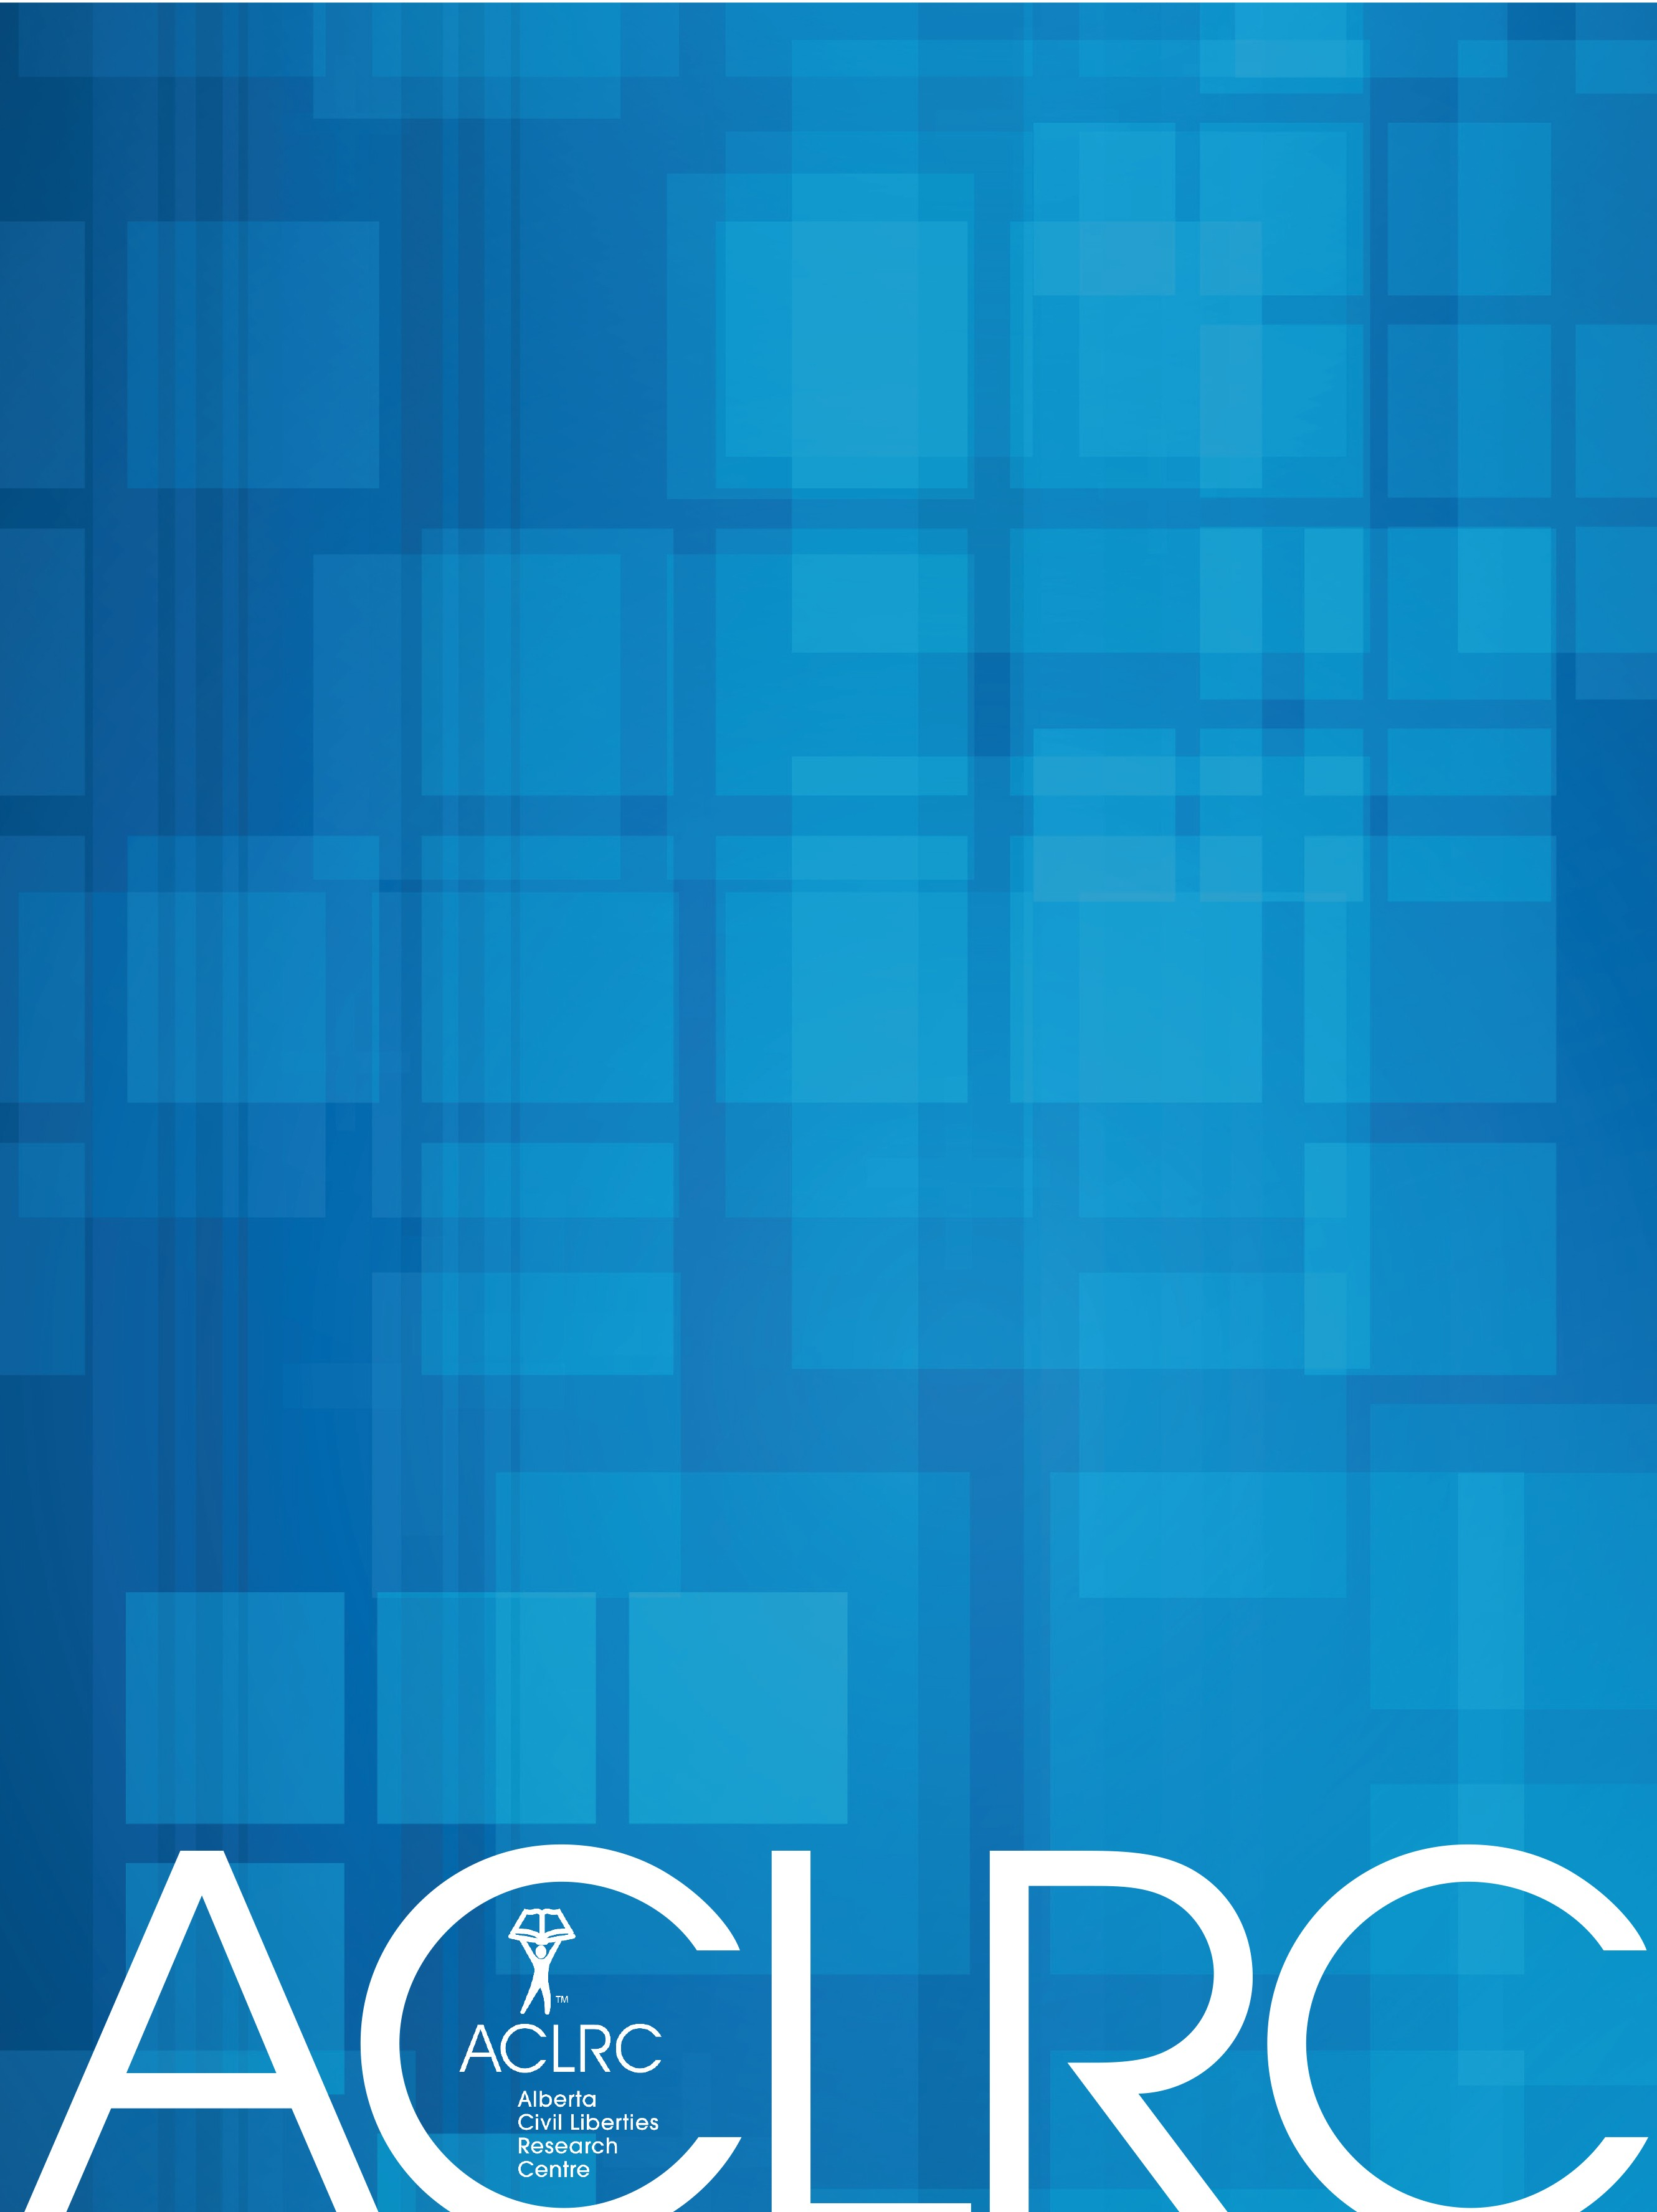 ACLRC
TM
ACLRC
Alberta
Civil Liberties
Research
Centre